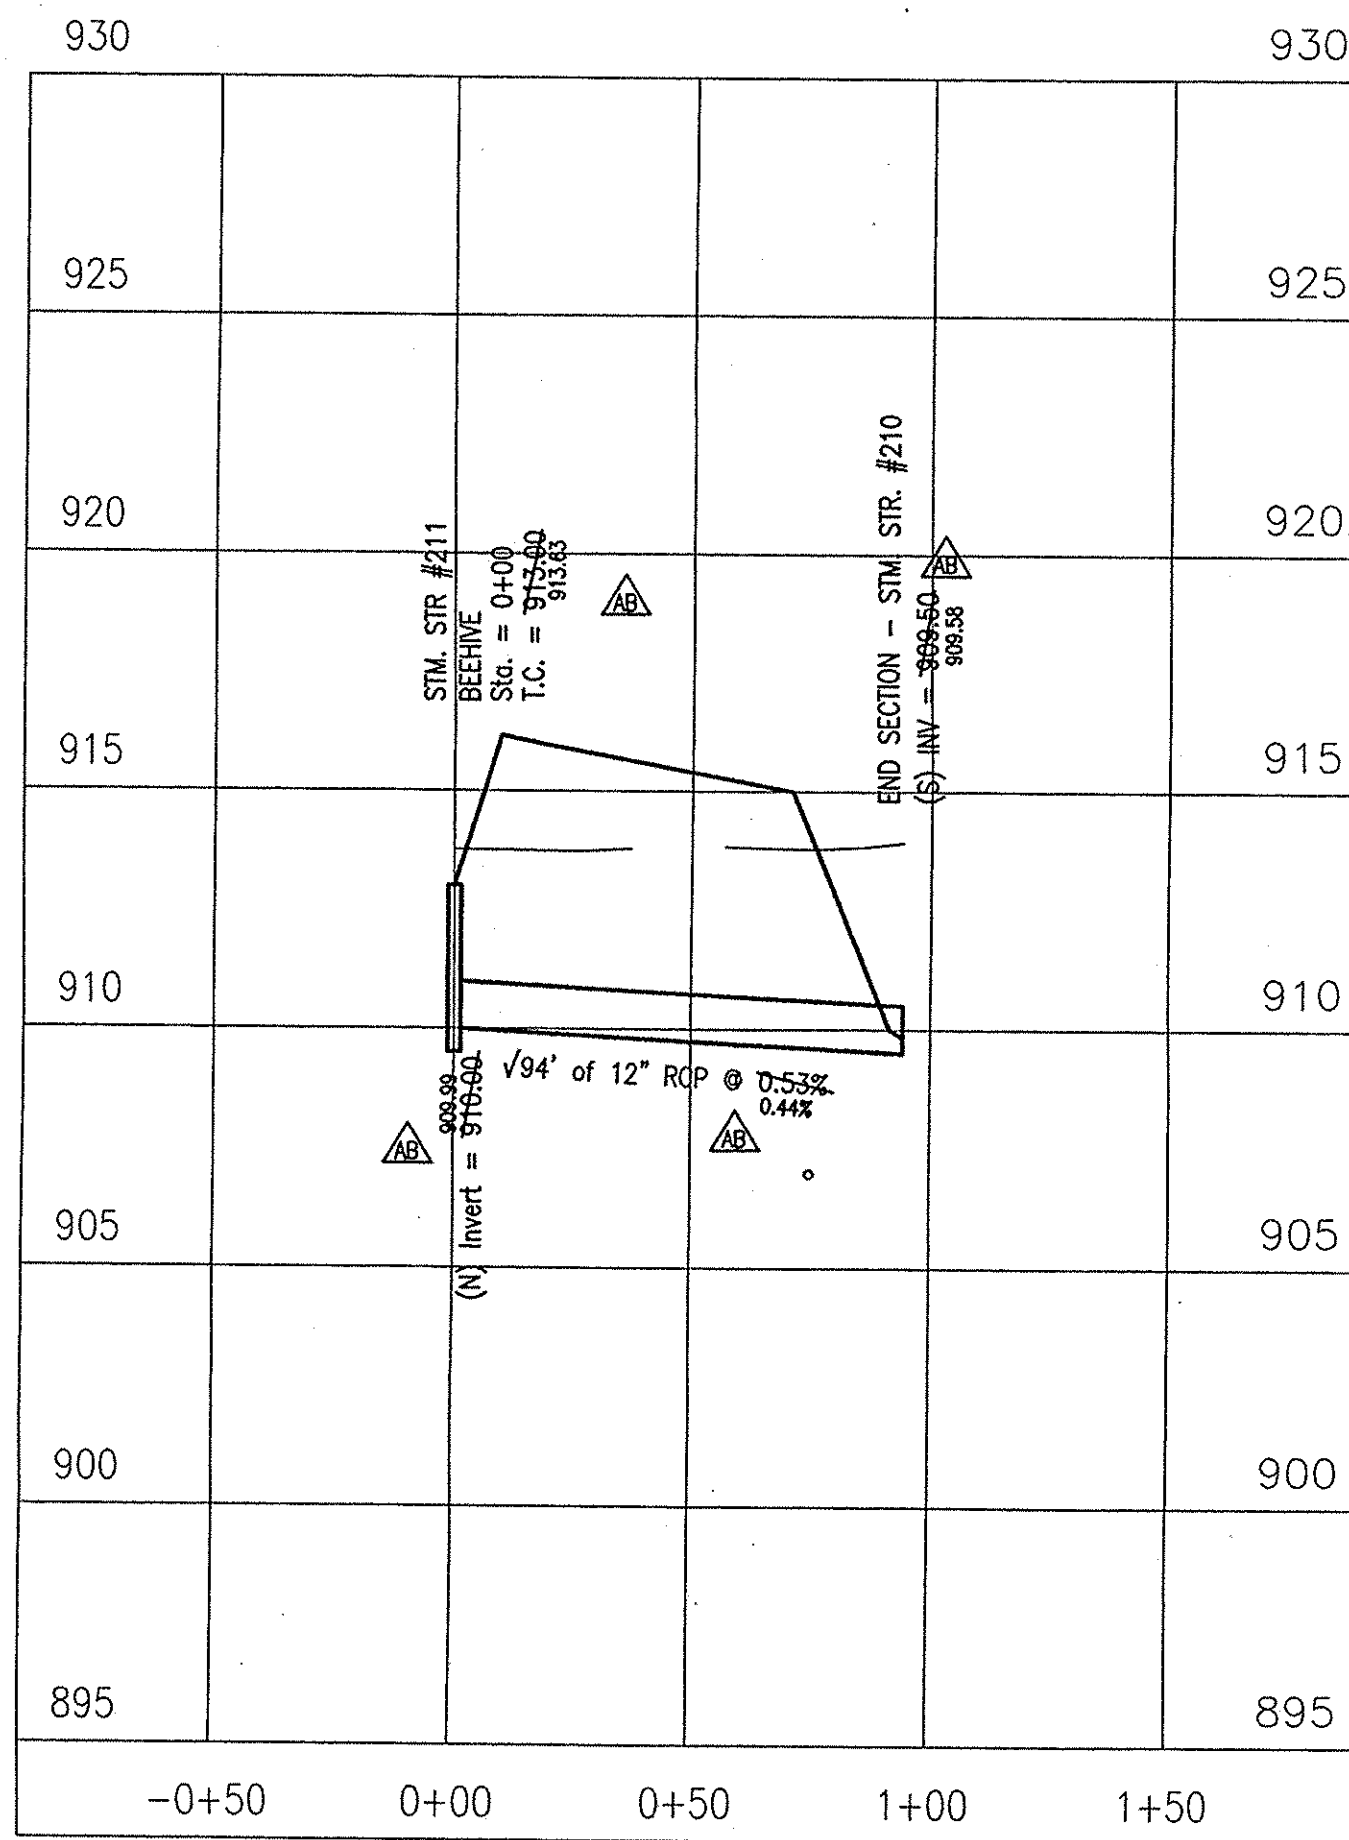 930
930
925
925
920
920
915
915
910
910
905
905
900
900
895
895
-0+50
0+00
0+50
1+00
1+50
STM. STR #211
BEEHIVE
Sta. = 0+00
T.C. = 913.00
913.63
AB
END SECTION - STM. STR. #210
(S) INV = 909.50
909.58
AB
√94' of 12" RCP @ 0.53%
0.44%
AB
909.99
(N) Invert = 910.00
AB